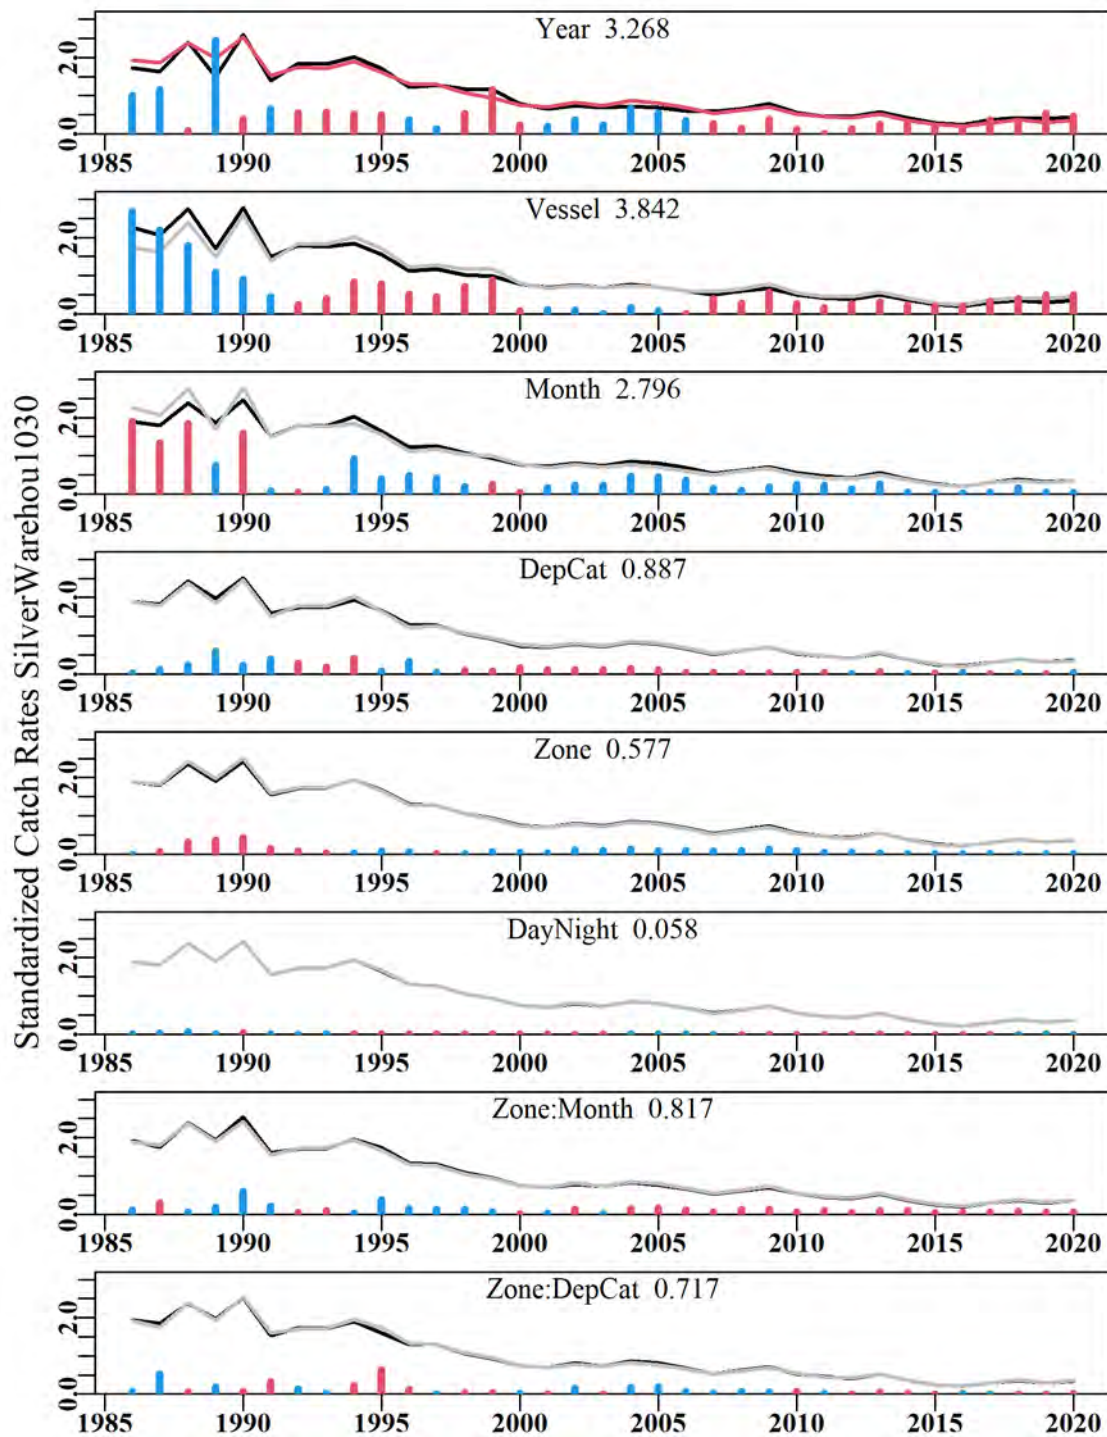 Standardized Catch Rates SilverWarehou1030
Year 3.268
2.0
0.0
1985 1990 1995 2000 2005 2010 2015 2020
Vessel 3.842
2.0
0.0
1985 1990 1995 2000 2005 2010 2015 2020
Month 2.796
2.0
0.0
1985 1990 1995 2000 2005 2010 2015 2020
DepCat 0.887
2.0
0.0
1985 1990 1995 2000 2005 2010 2015 2020
Zone 0.577
2.0
0.0
1985 1990 1995 2000 2005 2010 2015 2020
DayNight 0.058
2.0
0.0
1985 1990 1995 2000 2005 2010 2015 2020
Zone:Month 0.817
2.0
0.0
1985 1990 1995 2000 2005 2010 2015 2020
Zone:DepCat 0.717
2.0
0.0
1985 1990 1995 2000 2005 2010 2015 2020